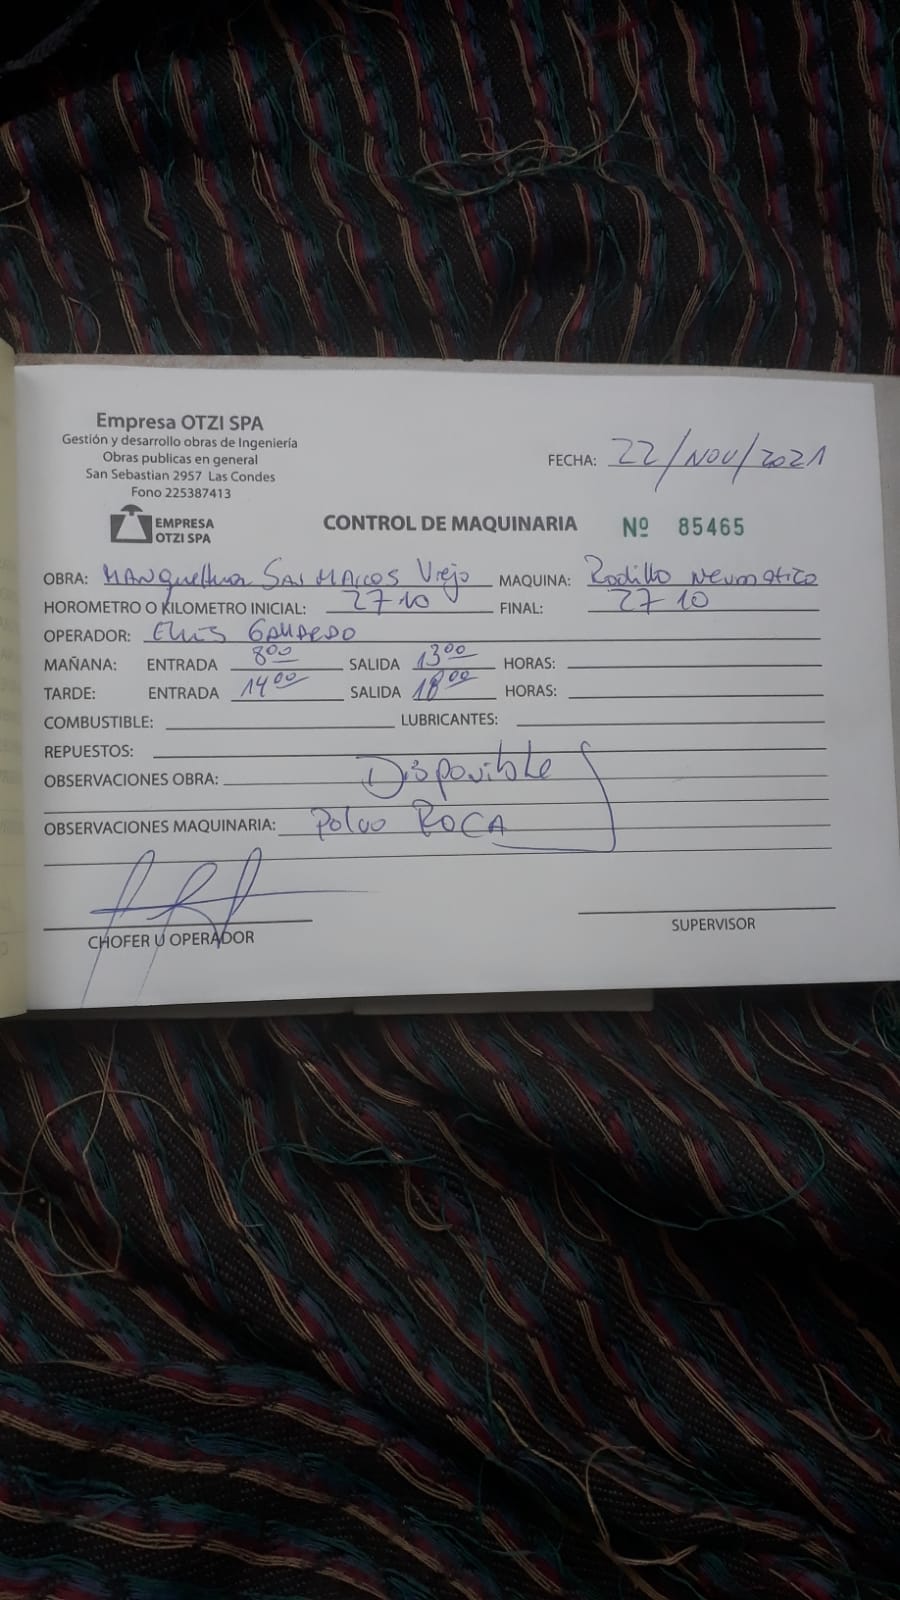 Empresa OTZI SPA
Gestión y desarrollo obras de Ingeniería
Obras publicas en general
San Sebastian 2957 Las Condes
Fono 225387413
FECHA: 22/NOV/2021
EMPRESA
OTZI SPA
CONTROL DE MAQUINARIA Nº 85465
OBRA: San Marcos Viejo MAQUINA: Rodillo Neumatico
HOROMETRO O KILOMETRO INICIAL: 2710 FINAL: 2710
OPERADOR: Gallardo
MAÑANA: ENTRADA 8:00 SALIDA 13:00 HORAS:
TARDE: ENTRADA 14:00 SALIDA 18:00 HORAS:
COMBUSTIBLE: LUBRICANTES:
REPUESTOS:
OBSERVACIONES OBRA: Disponible
OBSERVACIONES MAQUINARIA: Polvo ROCA
CHOFER U OPERADOR
SUPERVISOR